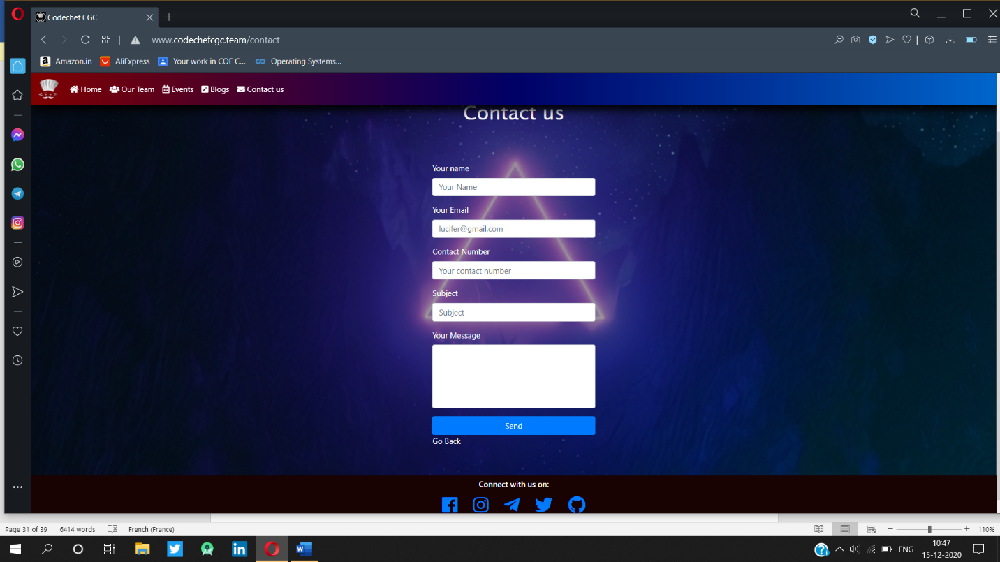 Codechef CGC
www.codechefcgc.team/contact
Amazon.in AliExpress Your work in COE C... Operating Systems...
Home Our Team Events Blogs Contact us
Contact us
Your name
Your Name
Your Email
lucifer@gmail.com
Contact Number
Your contact number
Subject
Subject
Your Message
Send
Go Back
Connect with us on:
Page 31 of 39 6414 words French (France) 110%
ENG
10:47
15-12-2020